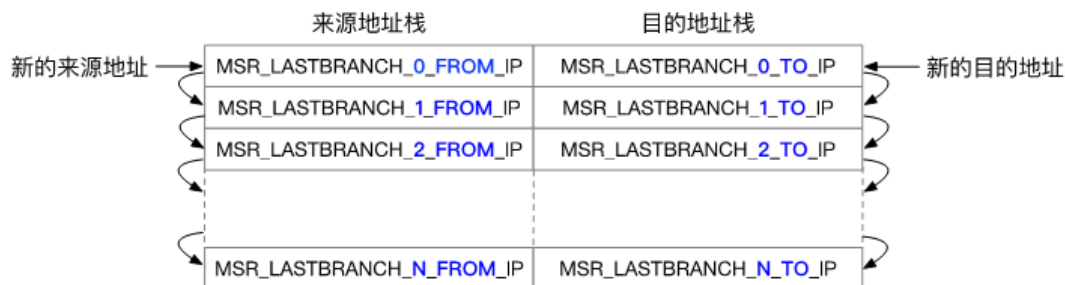 来源地址栈 目的地址栈
新的来源地址 MSR_LASTBRANCH_0_FROM_IP MSR_LASTBRANCH_0_TO_IP 新的目的地址
MSR_LASTBRANCH_1_FROM_IP MSR_LASTBRANCH_1_TO_IP
MSR_LASTBRANCH_2_FROM_IP MSR_LASTBRANCH_2_TO_IP
MSR_LASTBRANCH_N_FROM_IP MSR_LASTBRANCH_N_TO_IP